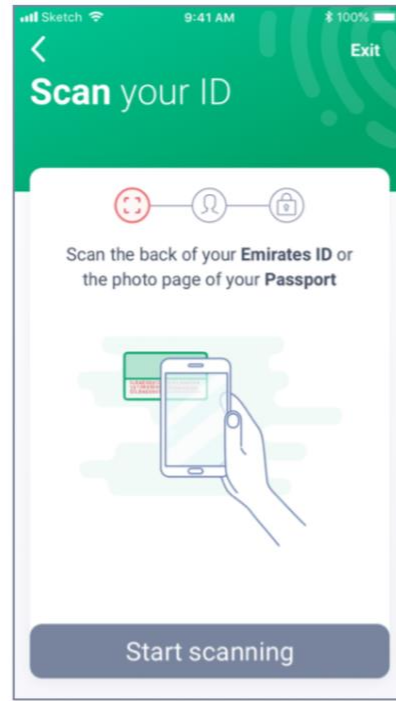 Sketch 9:41 AM 100%
Exit
Scan your ID
Scan the back of your Emirates ID or
the photo page of your Passport
Start scanning